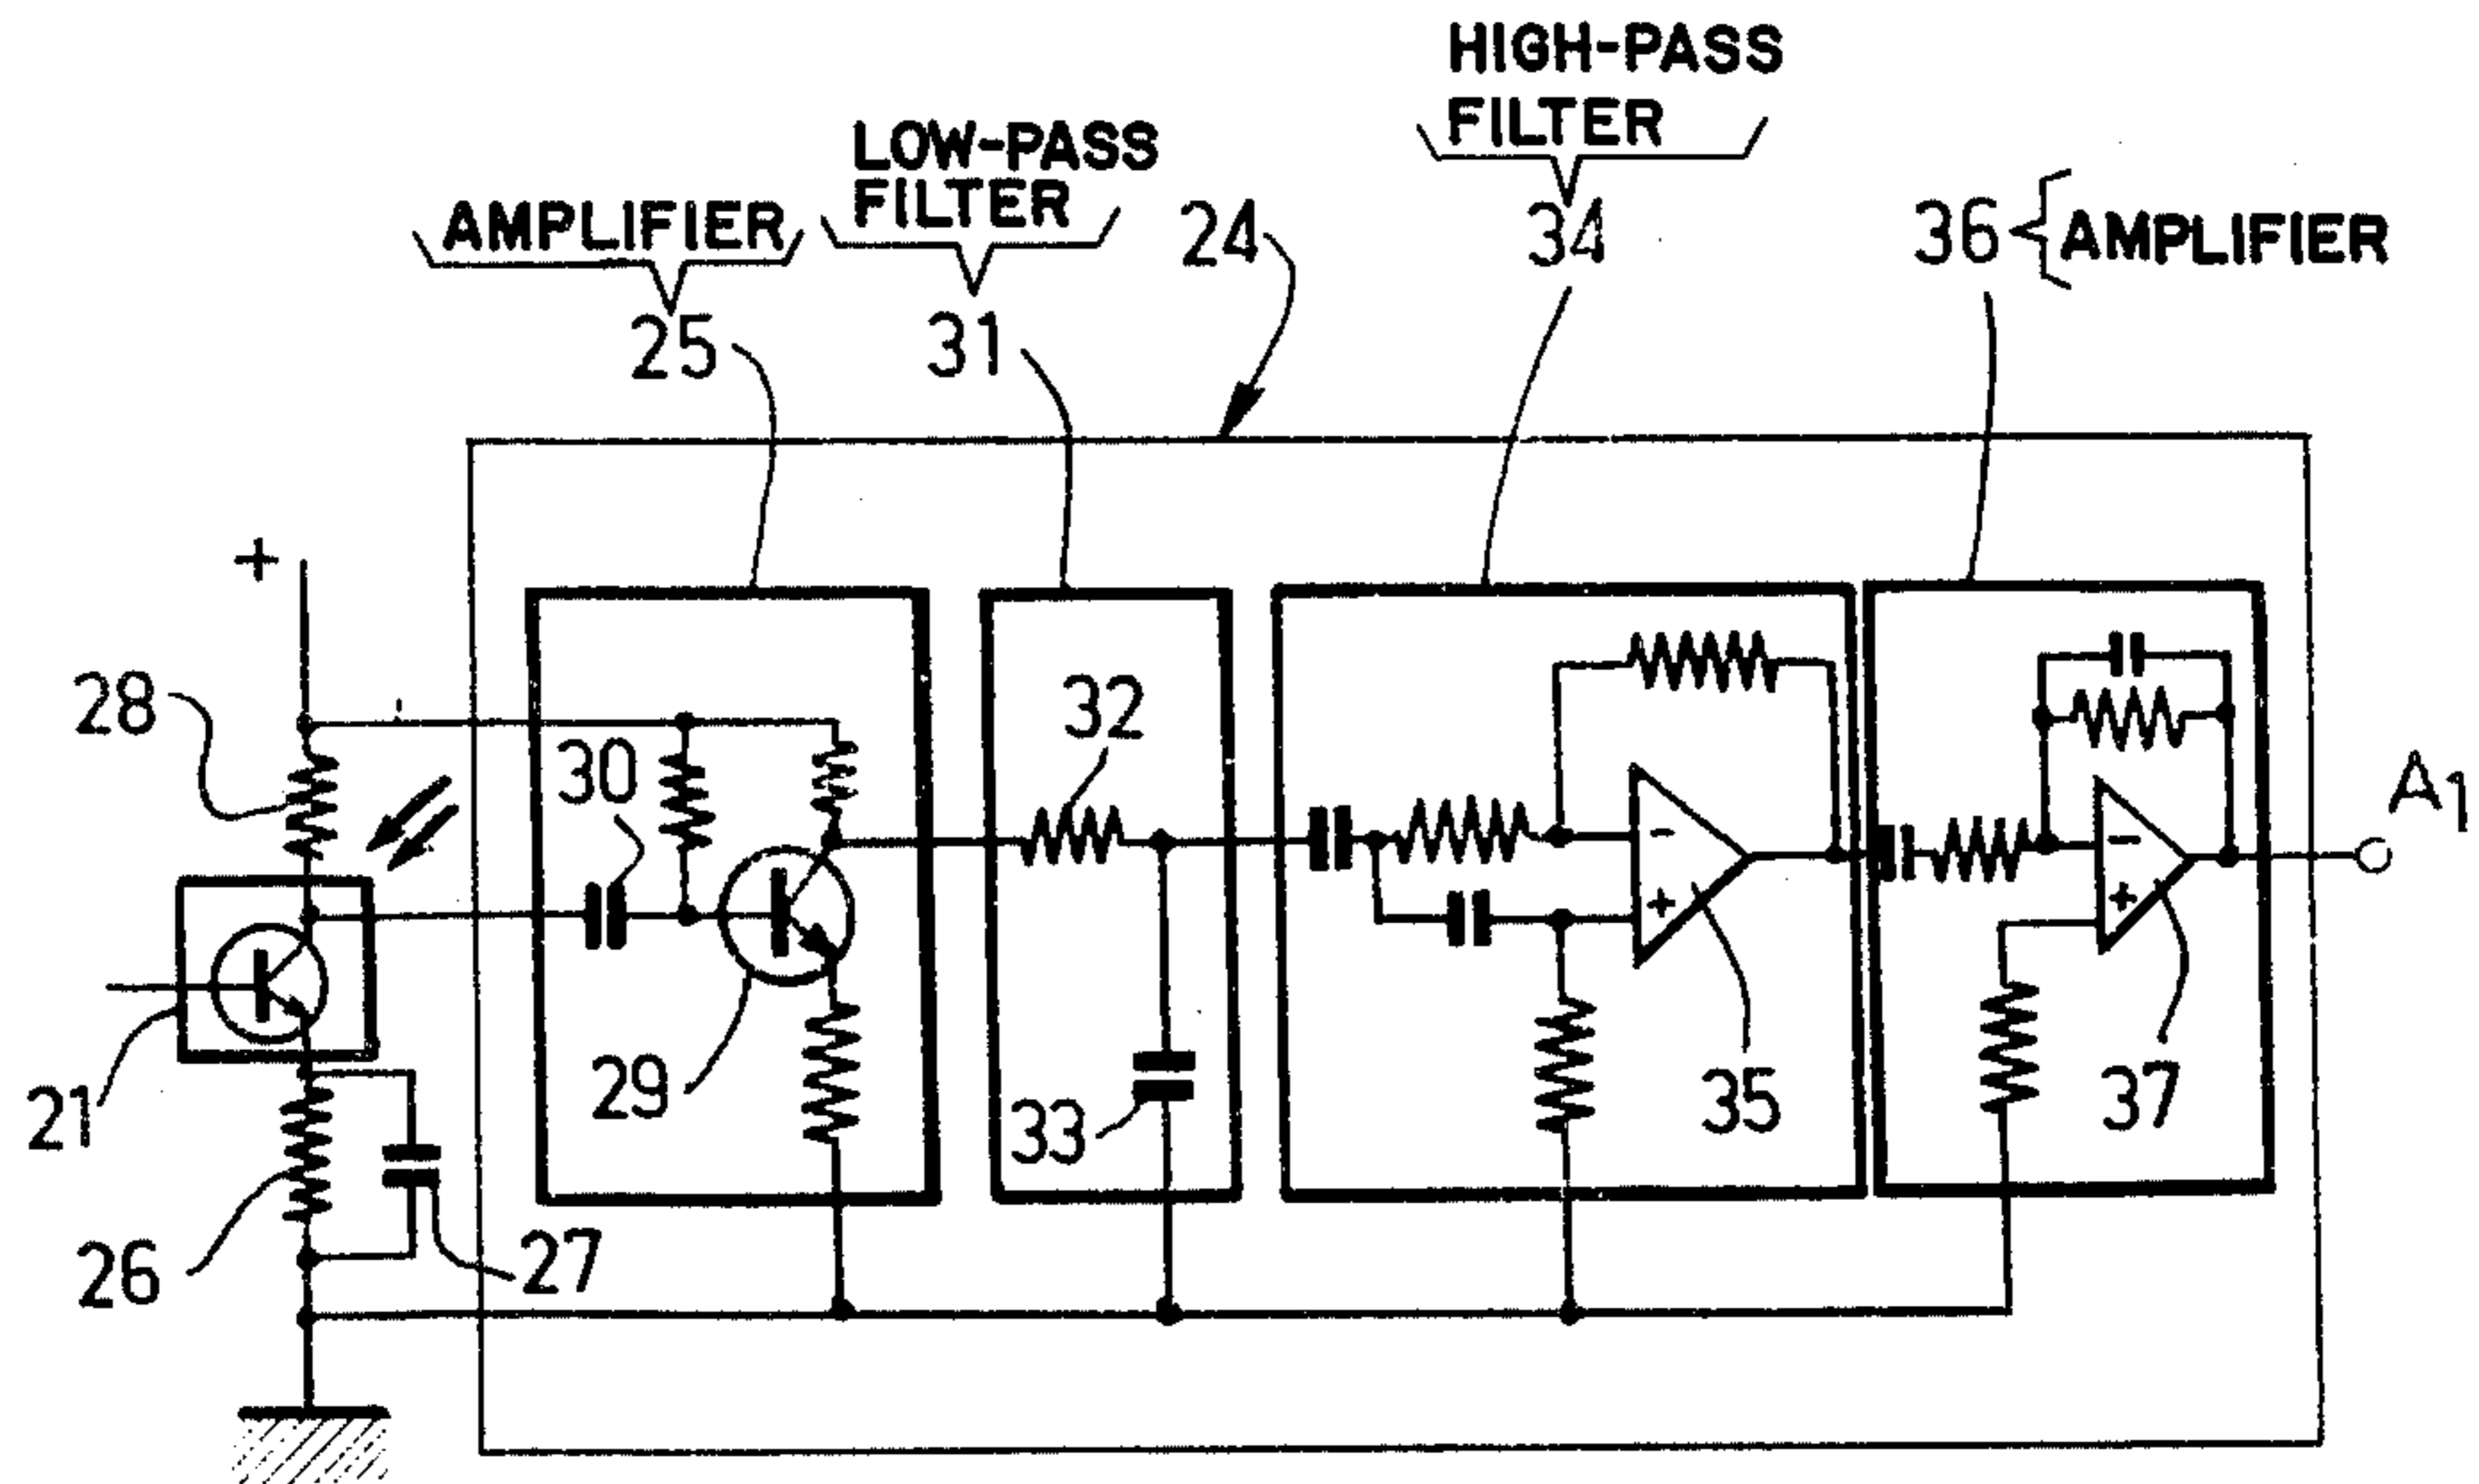 HIGH-PASS
FILTER
34
LOW-PASS
FILTER
31
AMPLIFIER
25
24
36
AMPLIFIER
+
28
30
32
A1
-
+
-
+
21
29
33
35
37
26
27